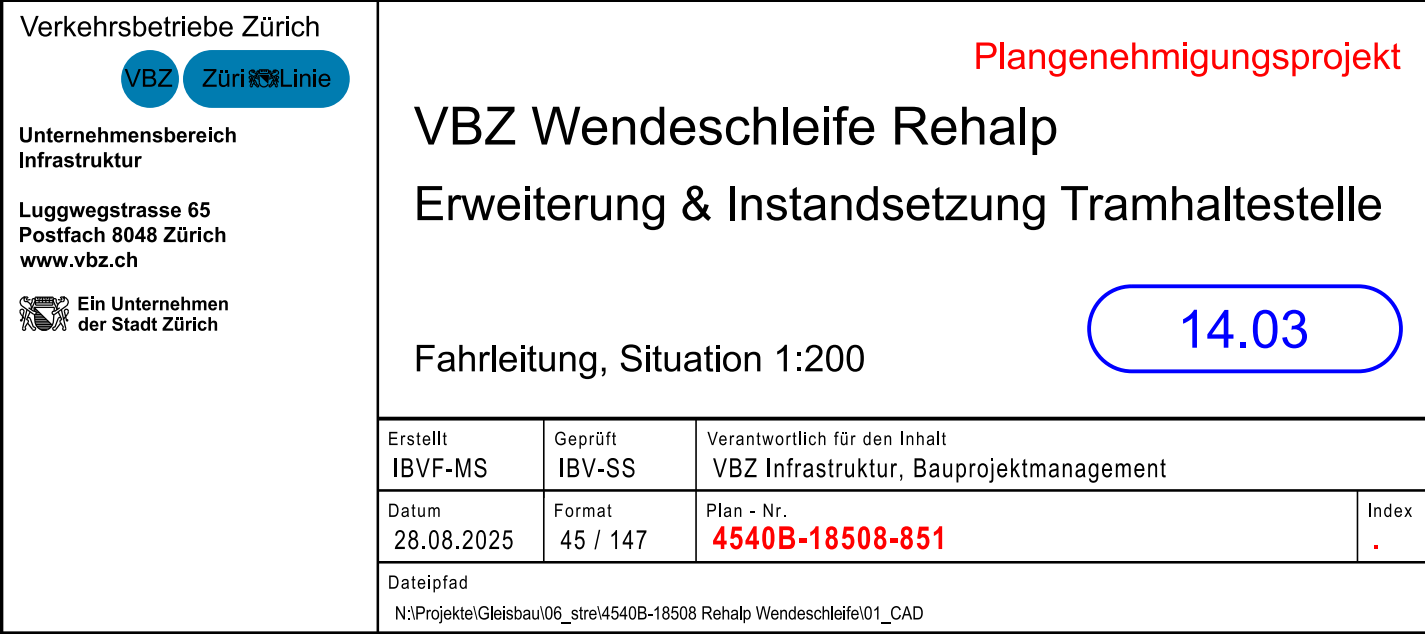 Verkehrsbetriebe Zürich
VBZ Züri Linie
Unternehmensbereich
Infrastruktur
Luggwegstrasse 65
Postfach 8048 Zürich
www.vbz.ch
Ein Unternehmen
der Stadt Zürich
Plangenehmigungsprojekt
VBZ Wendeschleife Rehalp
Erweiterung & Instandsetzung Tramhaltestelle
14.03
Fahrleitung, Situation 1:200
Erstellt Geprüft Verantwortlich für den Inhalt
IBVF-MS IBV-SS VBZ Infrastruktur, Bauprojektmanagement
Datum Format Plan - Nr. Index
28.08.2025 45 / 147 4540B-18508-851 .
Dateipfad
N:\Projekte\Gleisbau\06_stre\4540B-18508 Rehalp Wendeschleife\01_CAD